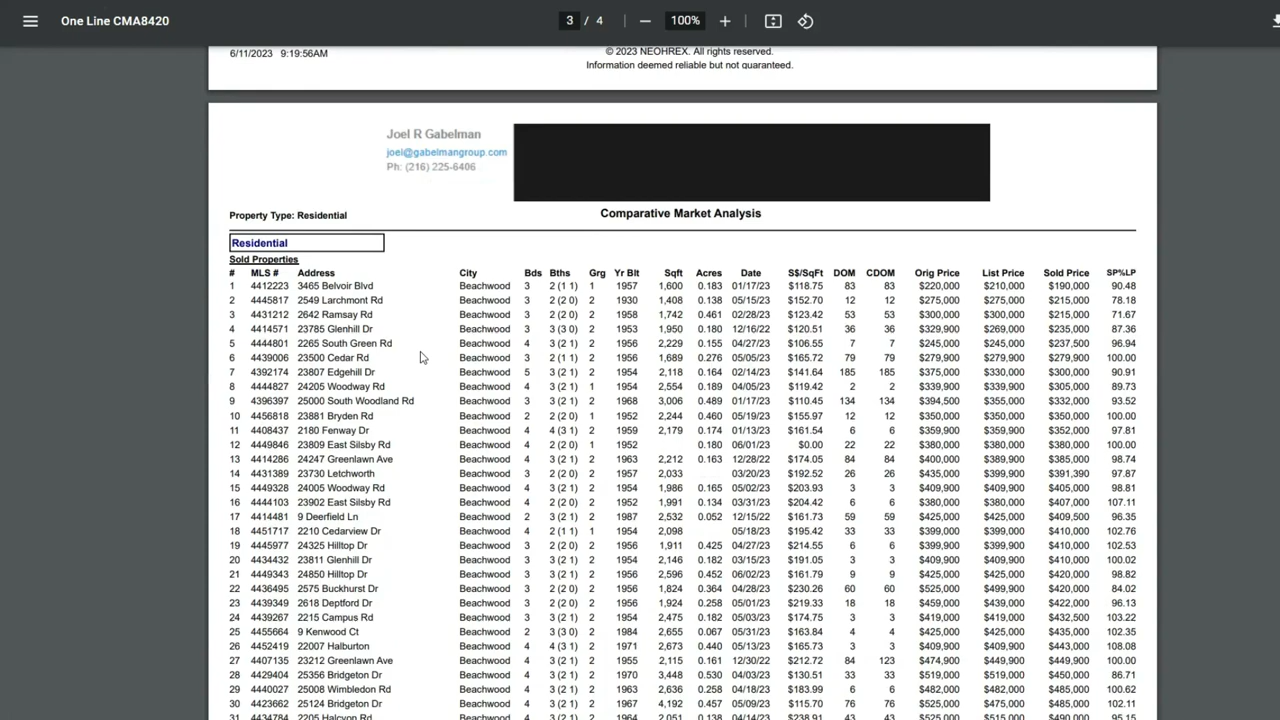 One Line CMA8420
3 / 4
100%
6/11/2023 9:19:56AM
© 2023 NEOHREX. All rights reserved.
Information deemed reliable but not guaranteed.
Joel R Gabelman
joel@gabelmangroup.com
Ph: (216) 225-6406
Property Type: Residential
Comparative Market Analysis
Residential
Sold Properties
# MLS # Address City Bds Bths Grg Yr Blt Sqft Acres Date S$/SqFt DOM CDOM Orig Price List Price Sold Price SP%LP
1 4412223 3465 Belvoir Blvd Beachwood 3 2 (1 1) 1 1957 1,600 0.183 01/17/23 $118.75 83 83 $220,000 $210,000 $190,000 90.48
2 4445817 2549 Larchmont Rd Beachwood 3 2 (2 0) 2 1930 1,408 0.138 05/15/23 $152.70 12 12 $275,000 $275,000 $215,000 78.18
3 4431212 2642 Ramsay Rd Beachwood 3 2 (2 0) 2 1958 1,742 0.461 02/28/23 $123.42 53 53 $300,000 $300,000 $215,000 71.67
4 4414571 23785 Glenhill Dr Beachwood 3 3 (3 0) 2 1953 1,950 0.180 12/16/22 $120.51 36 36 $329,900 $269,000 $235,000 87.36
5 4444801 2265 South Green Rd Beachwood 4 3 (2 1) 2 1956 2,229 0.155 04/27/23 $106.55 7 7 $245,000 $245,000 $237,500 96.94
6 4439006 23500 Cedar Rd Beachwood 3 2 (1 1) 2 1956 1,689 0.276 05/05/23 $165.72 79 79 $279,900 $279,900 $279,900 100.00
7 4392174 23807 Edgehill Dr Beachwood 5 3 (2 1) 2 1954 2,118 0.164 02/14/23 $141.64 185 185 $375,000 $330,000 $300,000 90.91
8 4444827 24205 Woodway Rd Beachwood 4 3 (2 1) 1 1954 2,554 0.189 04/05/23 $119.42 2 2 $339,900 $339,900 $305,000 89.73
9 4396397 25000 South Woodland Rd Beachwood 3 3 (2 1) 2 1968 3,006 0.489 01/17/23 $110.45 134 134 $394,500 $355,000 $332,000 93.52
10 4456818 23881 Bryden Rd Beachwood 2 2 (2 0) 1 1952 2,244 0.460 05/19/23 $155.97 12 12 $350,000 $350,000 $350,000 100.00
11 4408437 2180 Fenway Dr Beachwood 4 4 (3 1) 2 1959 2,179 0.174 01/13/23 $161.54 6 6 $359,900 $359,900 $352,000 97.81
12 4449846 23809 East Silsby Rd Beachwood 4 2 (2 0) 1 1952 0.180 06/01/23 $0.00 22 22 $380,000 $380,000 $380,000 100.00
13 4414286 24247 Greenlawn Ave Beachwood 4 3 (2 1) 2 1963 2,212 0.163 12/28/22 $174.05 84 84 $400,000 $389,900 $385,000 98.74
14 4431389 23730 Letchworth Beachwood 3 2 (2 0) 2 1957 2,033 03/20/23 $192.52 26 26 $435,000 $399,900 $391,390 97.87
15 4449328 24005 Woodway Rd Beachwood 4 3 (2 1) 2 1954 1,986 0.165 05/02/23 $203.93 3 3 $409,900 $409,900 $405,000 98.81
16 4444103 23902 East Silsby Rd Beachwood 4 2 (2 0) 2 1952 1,991 0.134 03/31/23 $204.42 6 6 $380,000 $380,000 $407,000 107.11
17 4414481 9 Deerfield Ln Beachwood 2 3 (2 1) 2 1987 2,532 0.052 12/15/22 $161.73 59 59 $425,000 $425,000 $409,500 96.35
18 4451717 2210 Cedarview Dr Beachwood 4 2 (1 1) 1 1954 2,098 05/18/23 $195.42 33 33 $399,000 $399,000 $410,000 102.76
19 4445977 24325 Hilltop Dr Beachwood 3 2 (2 0) 2 1956 1,911 0.425 04/27/23 $214.55 6 6 $399,900 $399,900 $410,000 102.53
20 4434432 23811 Glenhill Dr Beachwood 4 3 (2 1) 2 1954 2,146 0.182 03/15/23 $191.05 3 3 $409,900 $409,900 $410,000 100.02
21 4449343 24850 Hilltop Dr Beachwood 4 3 (2 1) 2 1956 2,596 0.452 06/02/23 $161.79 9 9 $425,000 $425,000 $420,000 98.82
22 4436495 2575 Buckhurst Dr Beachwood 3 2 (2 0) 2 1956 1,824 0.364 04/28/23 $230.26 60 60 $525,000 $499,900 $420,000 84.02
23 4439349 2618 Deptford Dr Beachwood 3 2 (2 0) 2 1956 1,924 0.258 05/01/23 $219.33 18 18 $459,000 $439,000 $422,000 96.13
24 4439267 2215 Campus Rd Beachwood 4 3 (2 1) 2 1954 2,475 0.182 05/03/23 $174.75 3 3 $419,000 $419,000 $432,500 103.22
25 4455664 9 Kenwood Ct Beachwood 2 3 (3 0) 2 1984 2,655 0.067 05/31/23 $163.84 4 4 $425,000 $425,000 $435,000 102.35
26 4452419 22007 Halburton Beachwood 4 4 (3 1) 2 1971 2,673 0.440 05/13/23 $165.73 3 3 $409,900 $409,900 $443,000 108.08
27 4407135 23212 Greenlawn Ave Beachwood 4 3 (2 1) 2 1955 2,115 0.161 12/30/22 $212.72 84 123 $474,900 $449,900 $449,900 100.00
28 4429404 25356 Bridgeton Dr Beachwood 4 3 (2 1) 2 1970 3,448 0.530 04/21/23 $130.51 33 33 $519,000 $519,000 $450,000 86.71
29 4440027 25008 Wimbledon Rd Beachwood 4 3 (2 1) 2 1963 2,636 0.258 04/18/23 $183.99 6 6 $482,000 $482,000 $485,000 100.62
30 4423662 25124 Bridgeton Dr Beachwood 4 3 (2 1) 2 1967 4,192 0.457 05/09/23 $115.70 76 76 $525,000 $475,000 $485,000 102.11
31 4434784 2205 Halcyon Rd Beachwood 4 3 (2 1) 2 1964 2,051 0.138 04/14/23 $238.91 43 43 $525,000 $515,000 $490,000 95.15